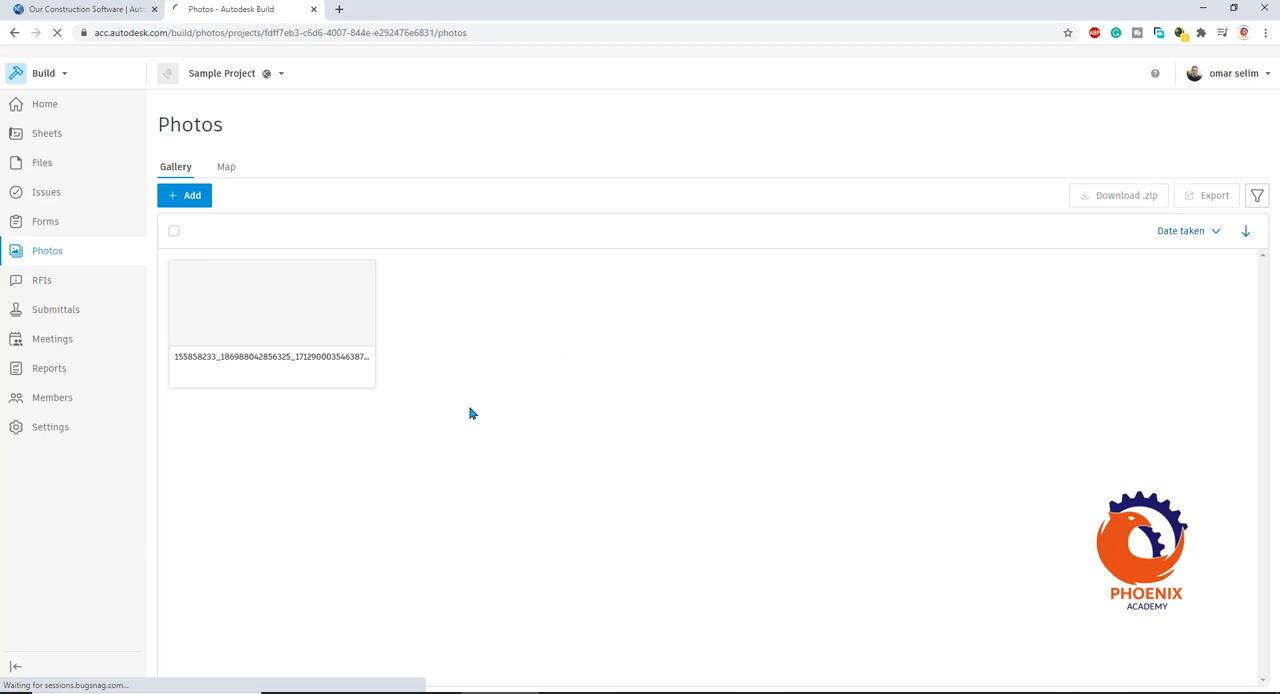 Our Construction Software | Auto
Photos - Autodesk Build
acc.autodesk.com/build/photos/projects/fdff7eb3-c6d6-4007-844e-e292476e6831/photos
Build
Sample Project
omar selim
Home
Sheets
Files
Issues
Forms
Photos
RFIs
Submittals
Meetings
Reports
Members
Settings
Photos
Gallery Map
+ Add
Download .zip
Export
Date taken
155858233_186988042856325_171290003546387...
PHOENIX
ACADEMY
Waiting for sessions.bugsnag.com...